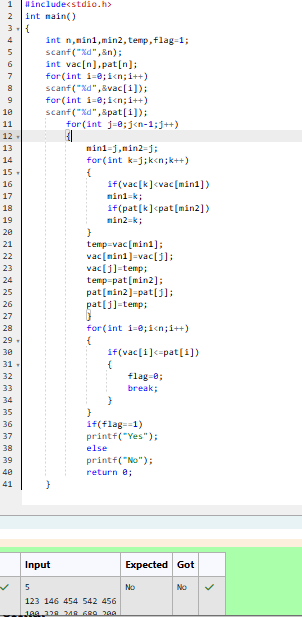 1 #include<stdio.h>
2 int main()
3 {
4 int n,min1,min2,temp,flag=1;
5 scanf("%d",&n);
6 int vac[n],pat[n];
7 for(int i=0;i<n;i++)
8 scanf("%d",&vac[i]);
9 for(int i=0;i<n;i++)
10 scanf("%d",&pat[i]);
11 for(int j=0;j<n-1;j++)
12 {
13 min1=j,min2=j;
14 for(int k=j;k<n;k++)
15 {
16 if(vac[k]<vac[min1])
17 min1=k;
18 if(pat[k]<pat[min2])
19 min2=k;
20 }
21 temp=vac[min1];
22 vac[min1]=vac[j];
23 vac[j]=temp;
24 temp=pat[min2];
25 pat[min2]=pat[j];
26 pat[j]=temp;
27 }
28 for(int i=0;i<n;i++)
29 {
30 if(vac[i]<=pat[i])
31 {
32 flag=0;
33 break;
34 }
35 }
36 if(flag==1)
37 printf("Yes");
38 else
39 printf("No");
40 return 0;
41 }
Input Expected Got
5 No No
123 146 454 542 456
100 328 248 689 200